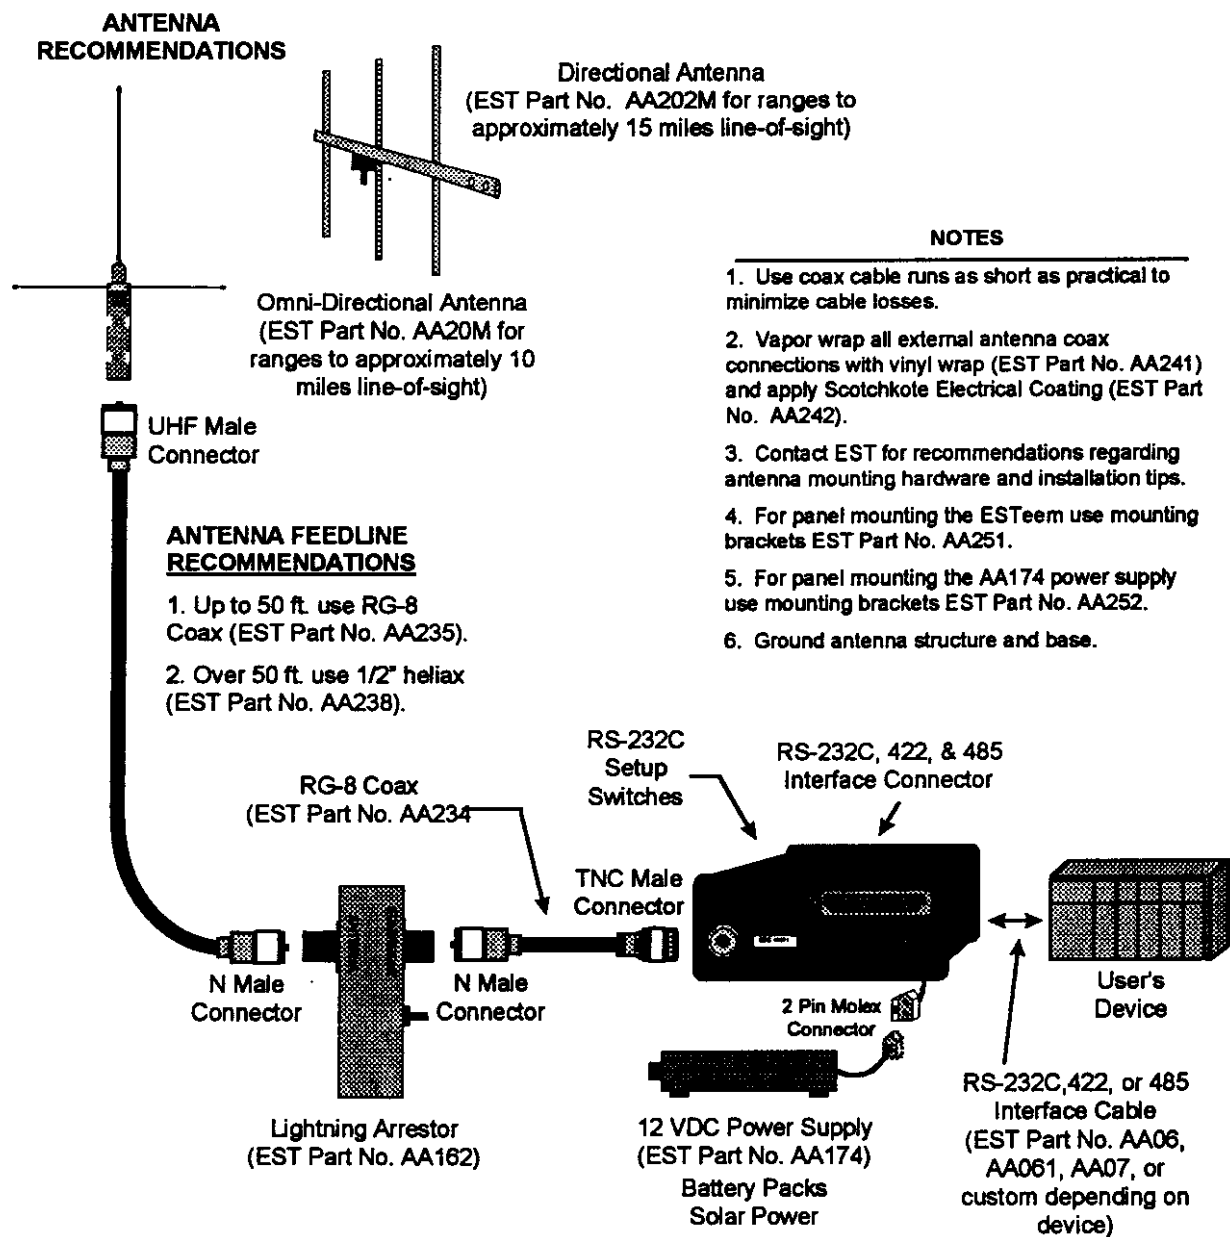 ANTENNA
RECOMMENDATIONS
Directional Antenna
(EST Part No. AA202M for ranges to
approximately 15 miles line-of-sight)
Omni-Directional Antenna
(EST Part No. AA20M for
ranges to approximately 10
miles line-of-sight)
NOTES
1. Use coax cable runs as short as practical to
minimize cable losses.
2. Vapor wrap all external antenna coax
connections with vinyl wrap (EST Part No. AA241)
and apply Scotchkote Electrical Coating (EST Part
No. AA242).
3. Contact EST for recommendations regarding
antenna mounting hardware and installation tips.
4. For panel mounting the ESTeem use mounting
brackets EST Part No. AA251.
5. For panel mounting the AA174 power supply
use mounting brackets EST Part No. AA252.
6. Ground antenna structure and base.
UHF Male
Connector
ANTENNA FEEDLINE
RECOMMENDATIONS
1. Up to 50 ft. use RG-8
Coax (EST Part No. AA235).
2. Over 50 ft. use 1/2" heliax
(EST Part No. AA238).
RG-8 Coax
(EST Part No. AA234
RS-232C
Setup
Switches
RS-232C, 422, & 485
Interface Connector
TNC Male
Connector
N Male
Connector
N Male
Connector
2 Pin Molex
Connector
User's
Device
Lightning Arrestor
(EST Part No. AA162)
12 VDC Power Supply
(EST Part No. AA174)
Battery Packs
Solar Power
RS-232C,422, or 485
Interface Cable
(EST Part No. AA06,
AA061, AA07, or
custom depending on
device)